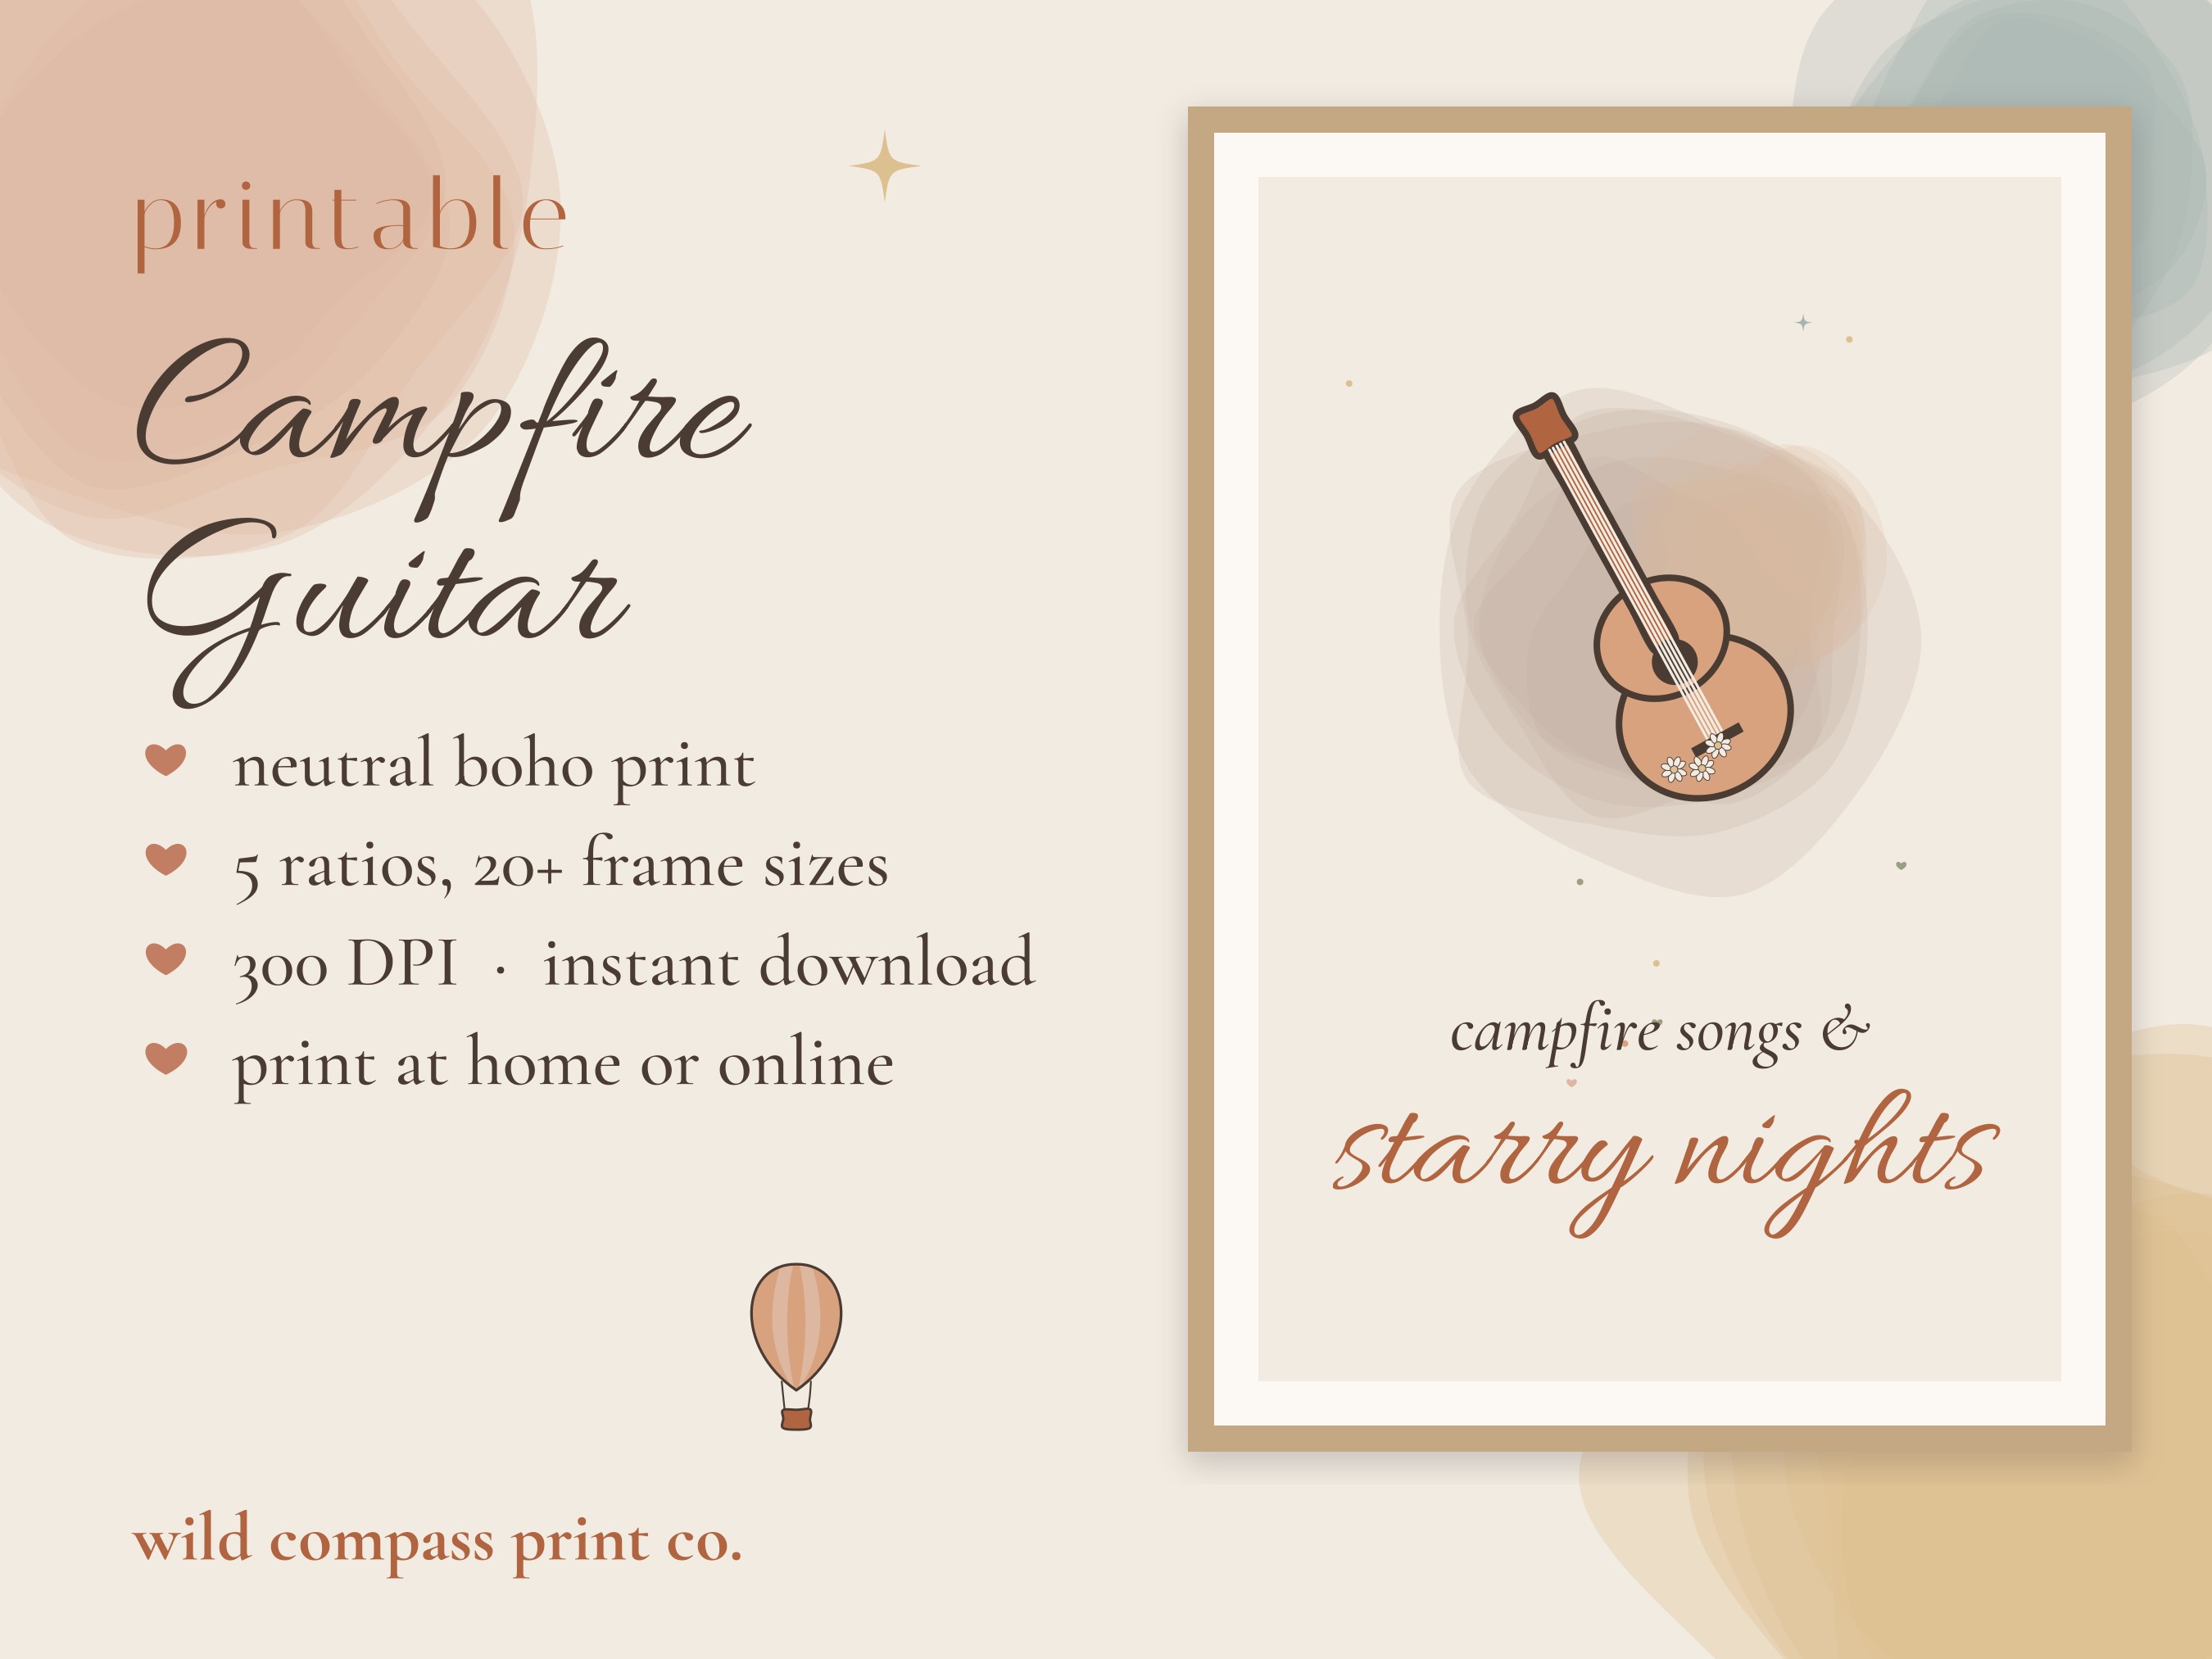 printable
Campfire
Guitar
neutral boho print
5 ratios, 20+ frame sizes
300 DPI · instant download
print at home or online
wild compass print co.
campfire songs &
starry nights